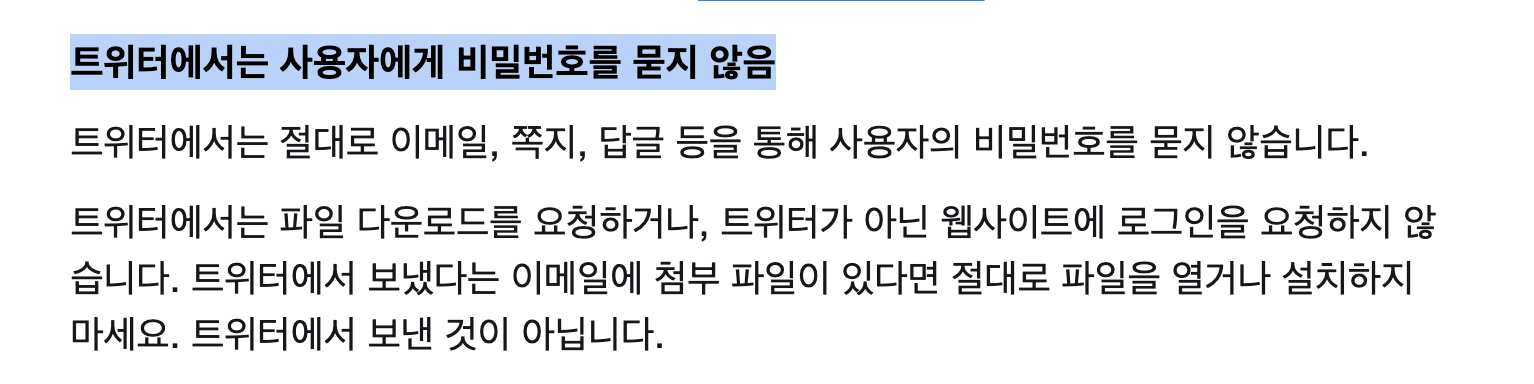 트위터에서는 사용자에게 비밀번호를 묻지 않음
트위터에서는 절대로 이메일, 쪽지, 답글 등을 통해 사용자의 비밀번호를 묻지 않습니다.
트위터에서는 파일 다운로드를 요청하거나, 트위터가 아닌 웹사이트에 로그인을 요청하지 않
습니다. 트위터에서 보냈다는 이메일에 첨부 파일이 있다면 절대로 파일을 열거나 설치하지
마세요. 트위터에서 보낸 것이 아닙니다.